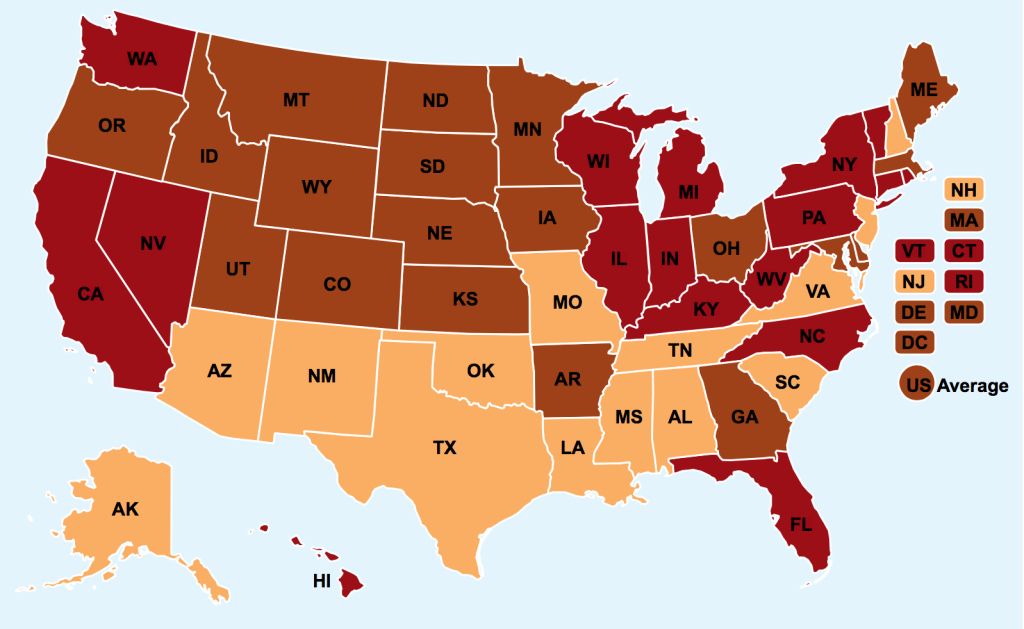 WA
MT
ND
MN
ME
OR
ID
SD
WI
NY
WY
MI
NH
NE
IA
PA
MA
NV
UT
CO
KS
IL
IN
OH
WV
VT CT
CA
MO
KY
VA
NJ RI
DE MD
NC
TN
DC
AZ
NM
OK
AR
SC
US Average
MS
AL
GA
TX
LA
AK
FL
HI